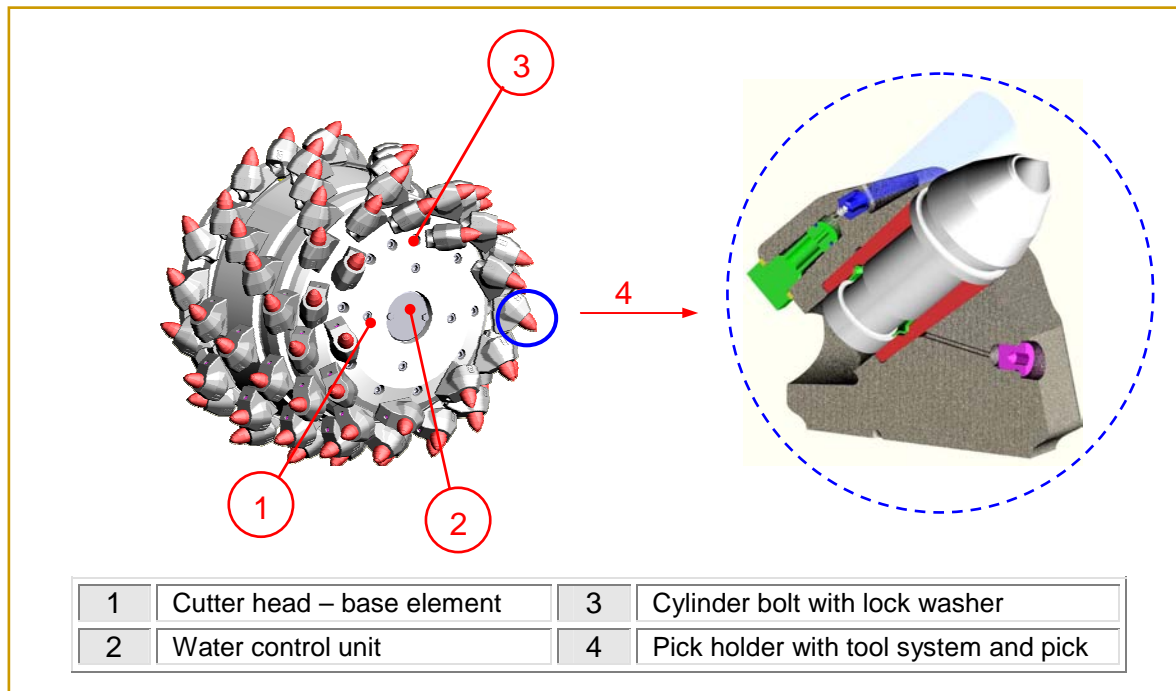 3
4
1
2
1 Cutter head – base element 3 Cylinder bolt with lock washer
2 Water control unit 4 Pick holder with tool system and pick